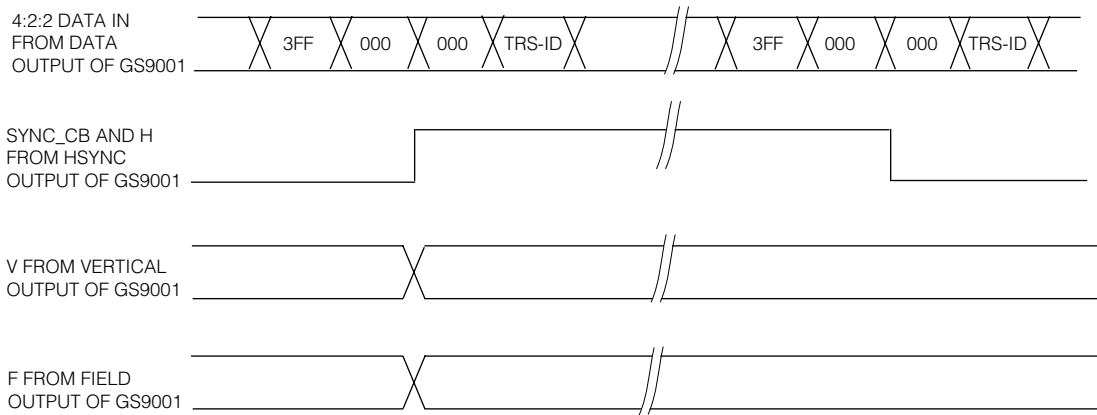 4:2:2 DATA IN
FROM DATA
OUTPUT OF GS9001
3FF 000 000 TRS-ID 3FF 000 000 TRS-ID
SYNC_CB AND H
FROM HSYNC
OUTPUT OF GS9001
V FROM VERTICAL
OUTPUT OF GS9001
F FROM FIELD
OUTPUT OF GS9001